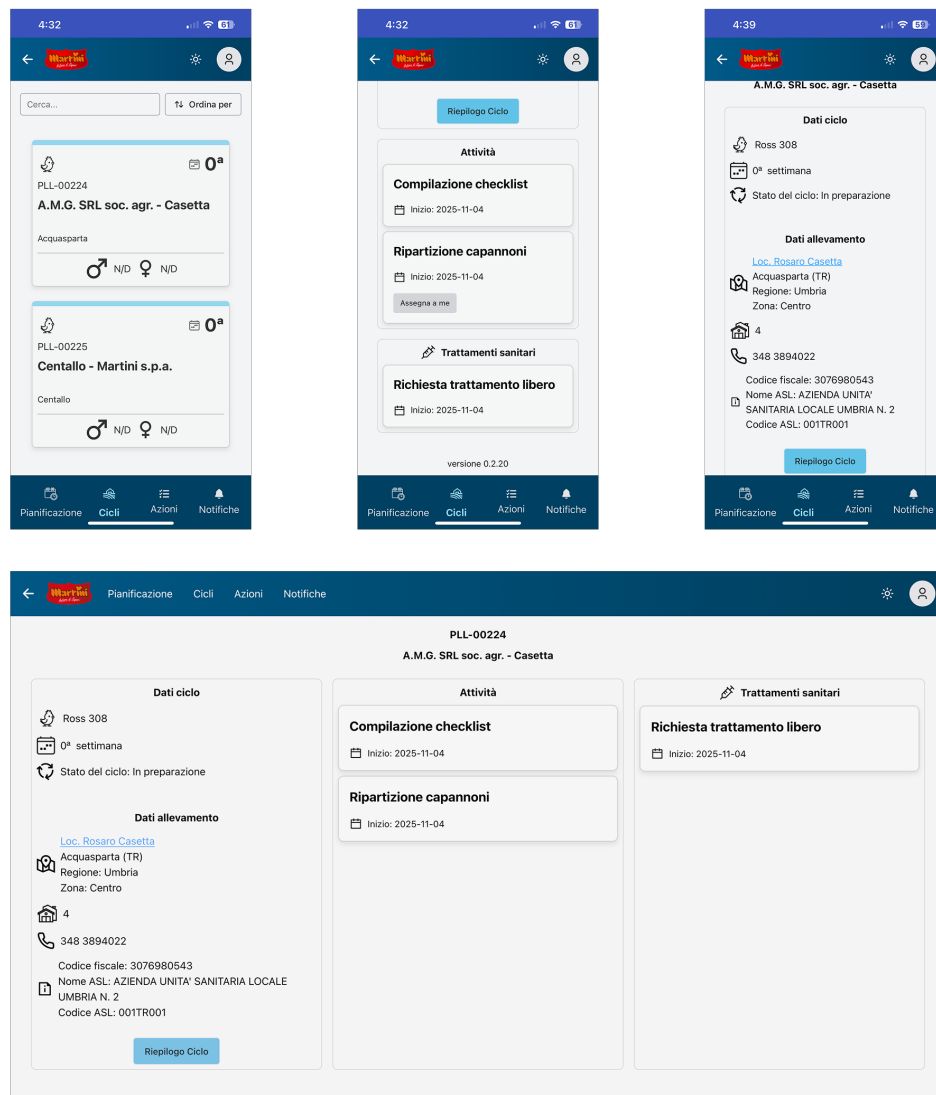 4:32
61
Martini
Cerca...
Ordina per
0ª
PLL-00224
A.M.G. SRL soc. agr. - Casetta
Acquasparta
N/D N/D
0ª
PLL-00225
Centallo - Martini s.p.a.
Centallo
N/D N/D
Pianificazione Cicli Azioni Notifiche
4:32
61
Martini
Riepilogo Ciclo
Attività
Compilazione checklist
Inizio: 2025-11-04
Ripartizione capannoni
Inizio: 2025-11-04
Assegna a me
Trattamenti sanitari
Richiesta trattamento libero
Inizio: 2025-11-04
versione 0.2.20
Pianificazione Cicli Azioni Notifiche
4:39
59
Martini
A.M.G. SRL soc. agr. - Casetta
Dati ciclo
Ross 308
0ª settimana
Stato del ciclo: In preparazione
Dati allevamento
Loc. Rosaro Casetta
Acquasparta (TR)
Regione: Umbria
Zona: Centro
4
348 3894022
Codice fiscale: 3076980543
Nome ASL: AZIENDA UNITA'
SANITARIA LOCALE UMBRIA N. 2
Codice ASL: 001TR001
Riepilogo Ciclo
Pianificazione Cicli Azioni Notifiche
Martini
Pianificazione Cicli Azioni Notifiche
PLL-00224
A.M.G. SRL soc. agr. - Casetta
Dati ciclo
Ross 308
0ª settimana
Stato del ciclo: In preparazione
Dati allevamento
Loc. Rosaro Casetta
Acquasparta (TR)
Regione: Umbria
Zona: Centro
4
348 3894022
Codice fiscale: 3076980543
Nome ASL: AZIENDA UNITA' SANITARIA LOCALE
UMBRIA N. 2
Codice ASL: 001TR001
Riepilogo Ciclo
Attività
Compilazione checklist
Inizio: 2025-11-04
Ripartizione capannoni
Inizio: 2025-11-04
Trattamenti sanitari
Richiesta trattamento libero
Inizio: 2025-11-04